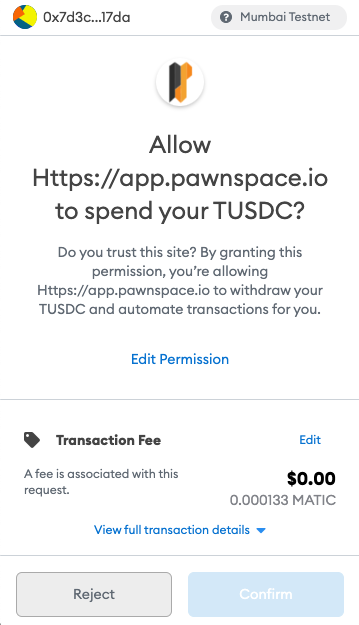 0x7d3c...17da
Mumbai Testnet
Allow
Https://app.pawnspace.io
to spend your TUSDC?
Do you trust this site? By granting this
permission, you're allowing
Https://app.pawnspace.io to withdraw your
TUSDC and automate transactions for you.
Edit Permission
Transaction Fee
Edit
A fee is associated with this
request.
$0.00
0.000133 MATIC
View full transaction details
Reject
Confirm